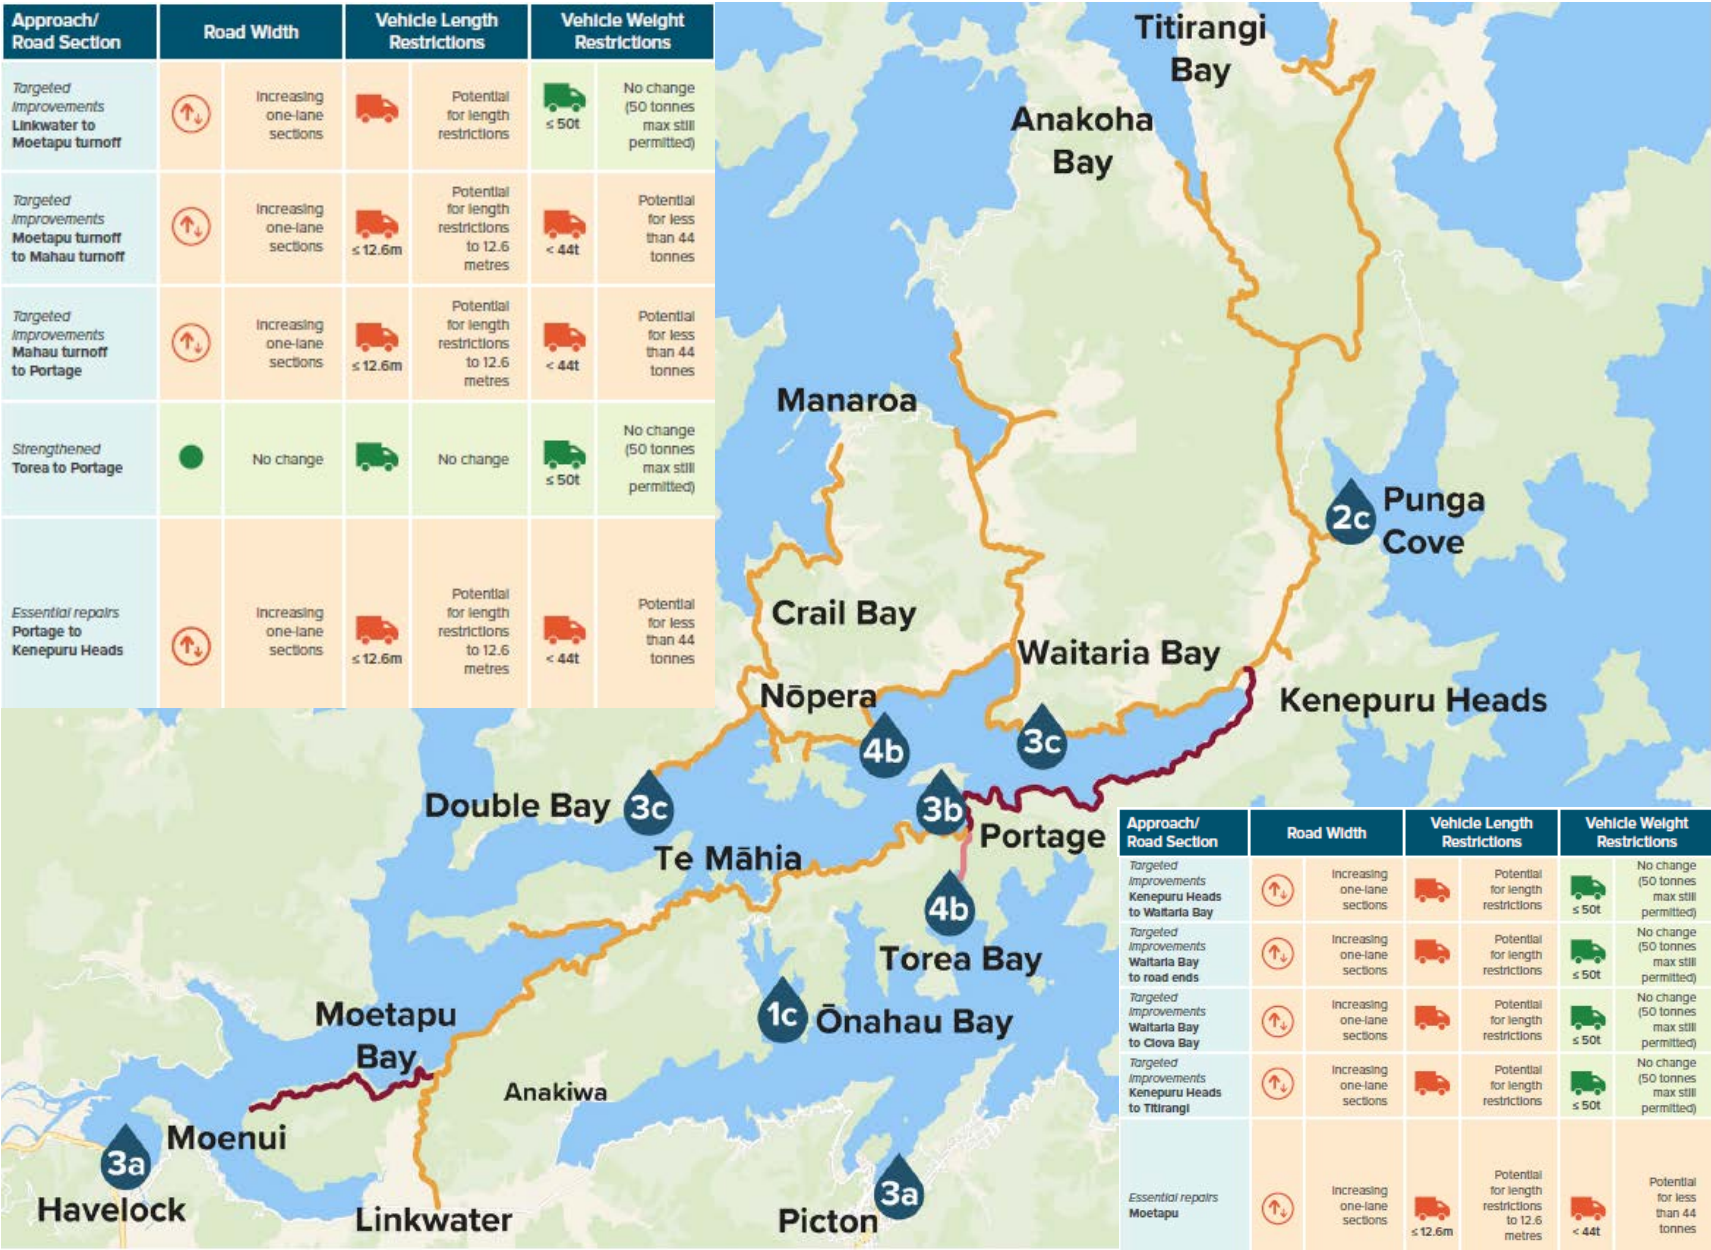 Approach/
Road Section
Road Width
Vehicle Length
Restrictions
Vehicle Weight
Restrictions
Targeted
Improvements
Linkwater to
Moetapu turnoff
Increasing
one-lane
sections
Potential
for length
restrictions
≤ 50t
No change
(50 tonnes
max still
permitted)
Targeted
Improvements
Moetapu turnoff
to Mahau turnoff
Increasing
one-lane
sections
≤ 12.6m
Potential
for length
restrictions
to 12.6
metres
< 44t
Potential
for less
than 44
tonnes
Targeted
Improvements
Mahau turnoff
to Portage
Increasing
one-lane
sections
≤ 12.6m
Potential
for length
restrictions
to 12.6
metres
< 44t
Potential
for less
than 44
tonnes
Strengthened
Torea to Portage
No change
No change
≤ 50t
No change
(50 tonnes
max still
permitted)
Essential repairs
Portage to
Kenepuru Heads
Increasing
one-lane
sections
≤ 12.6m
Potential
for length
restrictions
to 12.6
metres
< 44t
Potential
for less
than 44
tonnes
Titirangi
Bay
Anakoha
Bay
Manaroa
2c
Punga
Cove
Crail Bay
Waitaria Bay
Nōpera
Kenepuru Heads
4b
3c
Double Bay
3c
3b
Portage
Te Māhia
4b
Torea Bay
1c
Ōnahau Bay
Moetapu
Bay
Anakiwa
Moenui
3a
Havelock
Linkwater
3a
Picton
Approach/
Road Section
Road Width
Vehicle Length
Restrictions
Vehicle Weight
Restrictions
Targeted
Improvements
Kenepuru Heads
to Waitaria Bay
Increasing
one-lane
sections
Potential
for length
restrictions
≤ 50t
No change
(50 tonnes
max still
permitted)
Targeted
Improvements
Waitaria Bay
to road ends
Increasing
one-lane
sections
Potential
for length
restrictions
≤ 50t
No change
(50 tonnes
max still
permitted)
Targeted
Improvements
Waitaria Bay
to Clova Bay
Increasing
one-lane
sections
Potential
for length
restrictions
≤ 50t
No change
(50 tonnes
max still
permitted)
Targeted
Improvements
Kenepuru Heads
to Titirangi
Increasing
one-lane
sections
Potential
for length
restrictions
≤ 50t
No change
(50 tonnes
max still
permitted)
Essential repairs
Moetapu
Increasing
one-lane
sections
≤ 12.6m
Potential
for length
restrictions
to 12.6
metres
< 44t
Potential
for less
than 44
tonnes